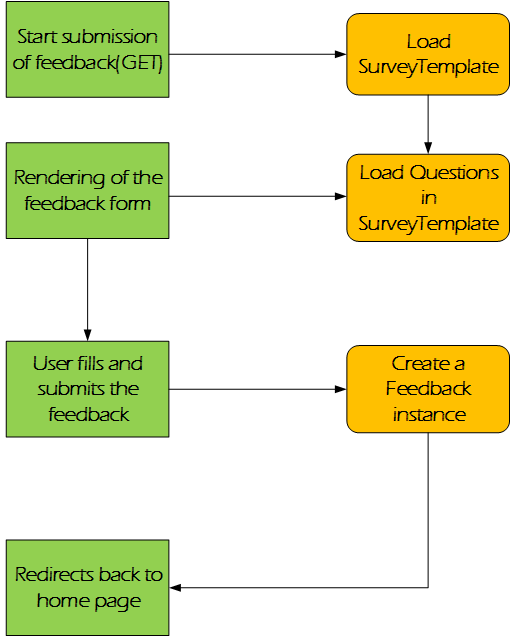 Start submission
of feedback(GET)
Load
SurveyTemplate
Rendering of the
feedback form
Load Questions
in
SurveyTemplate
User fills and
submits the
feedback
Create a
Feedback
instance
Redirects back to
home page